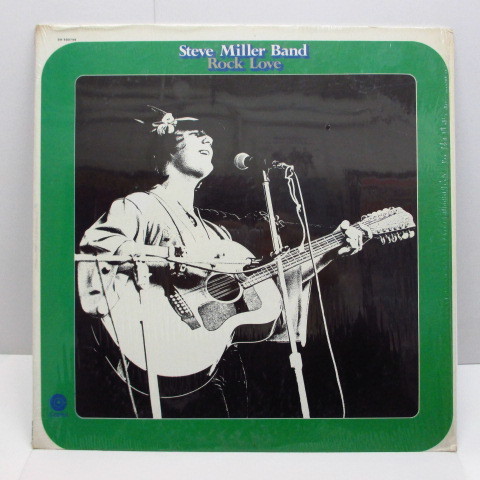 Steve Miller Band
Rock Love